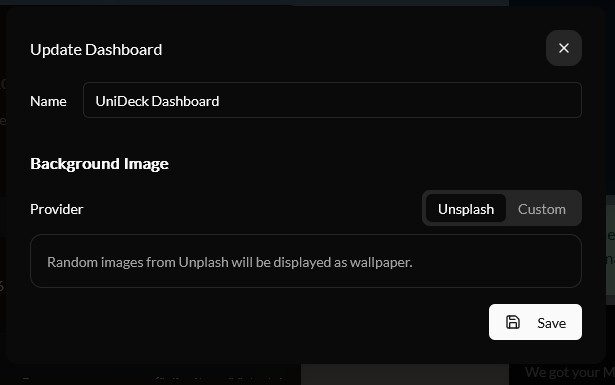 Update Dashboard
Name
UniDeck Dashboard
Background Image
Provider
Unsplash
Custom
Random images from Unplash will be displayed as wallpaper.
Save
We got your M